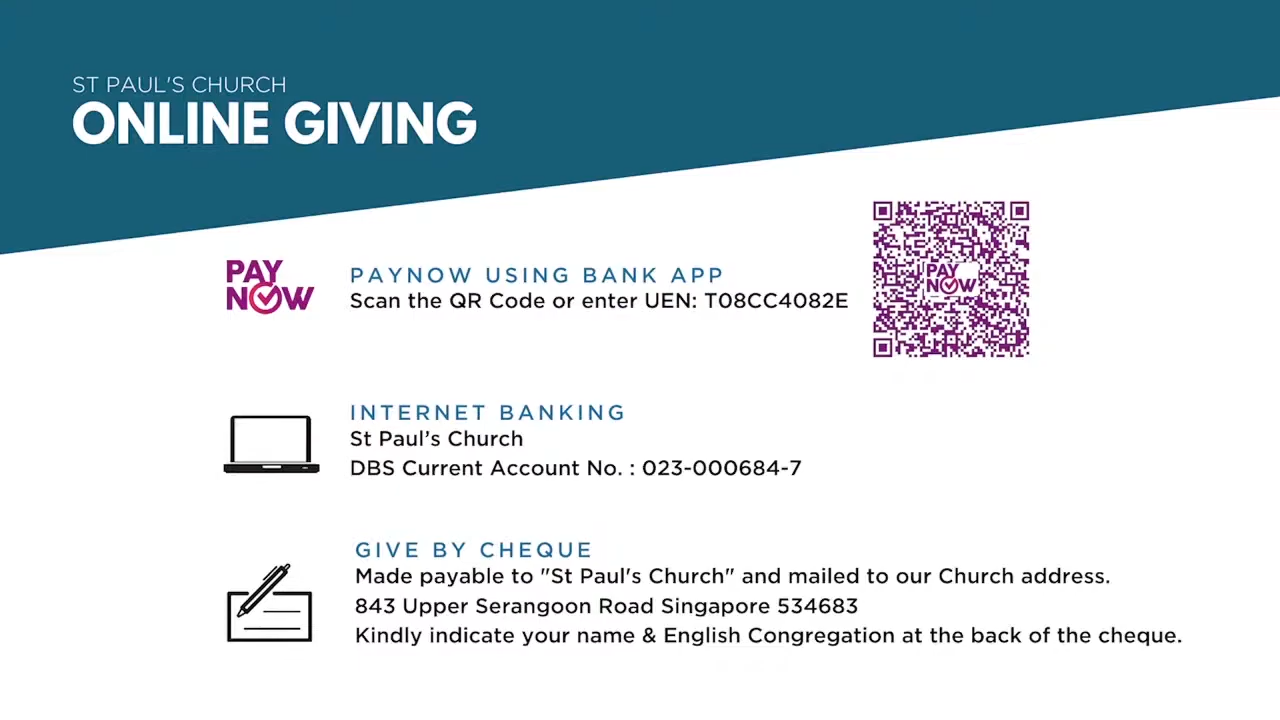 ST PAUL'S CHURCH
ONLINE GIVING
PAY
NOW
PAYNOW USING BANK APP
Scan the QR Code or enter UEN: T08CC4082E
PAY
NOW
INTERNET BANKING
St Paul’s Church
DBS Current Account No. : 023-000684-7
GIVE BY CHEQUE
Made payable to "St Paul's Church" and mailed to our Church address.
843 Upper Serangoon Road Singapore 534683
Kindly indicate your name & English Congregation at the back of the cheque.